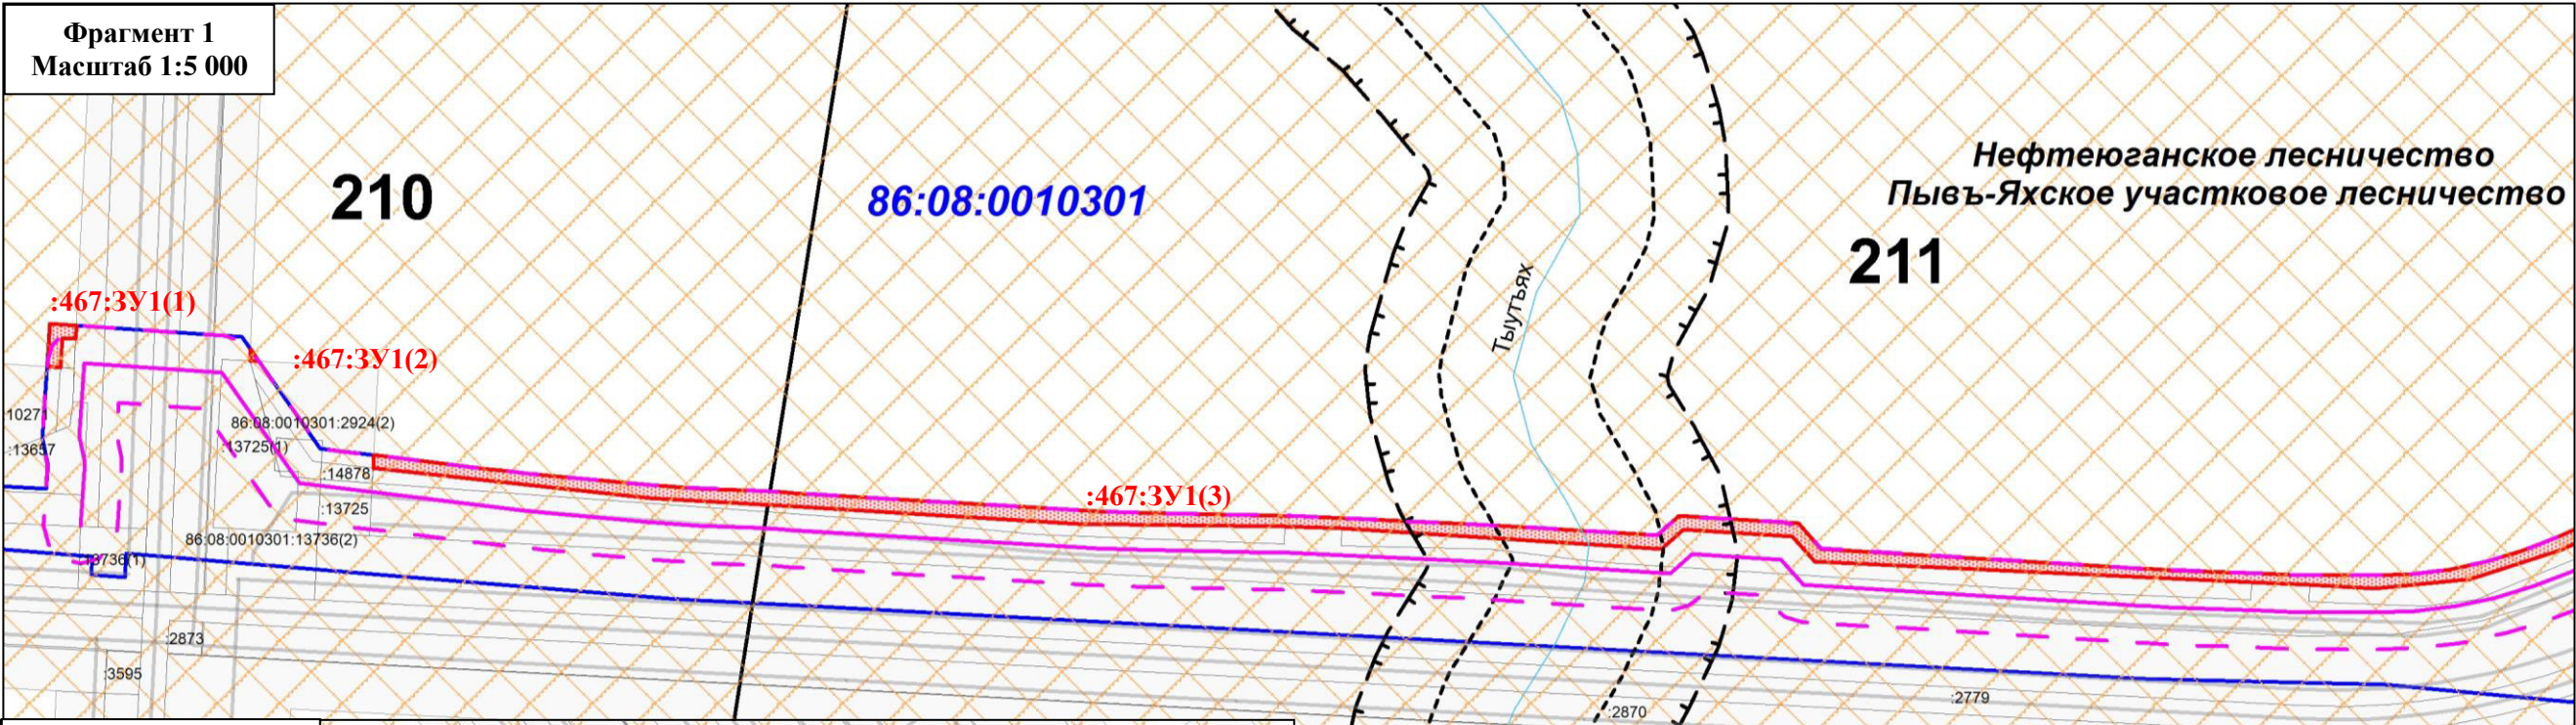 Фрагмент 1
Масштаб 1:5 000
210
86:08:0010301
Нефтеюганское лесничество
Пывъ-Яхское участковое лесничество
211
Тыутъях
:467:ЗУ1(1)
:467:ЗУ1(2)
10271
:13657
86:08:0010301:2924(2)
:13725(1)
:14878
:467:ЗУ1(3)
:13725
86:08:0010301:13736(2)
:13736(1)
:2873
:3595
:2870
:2779